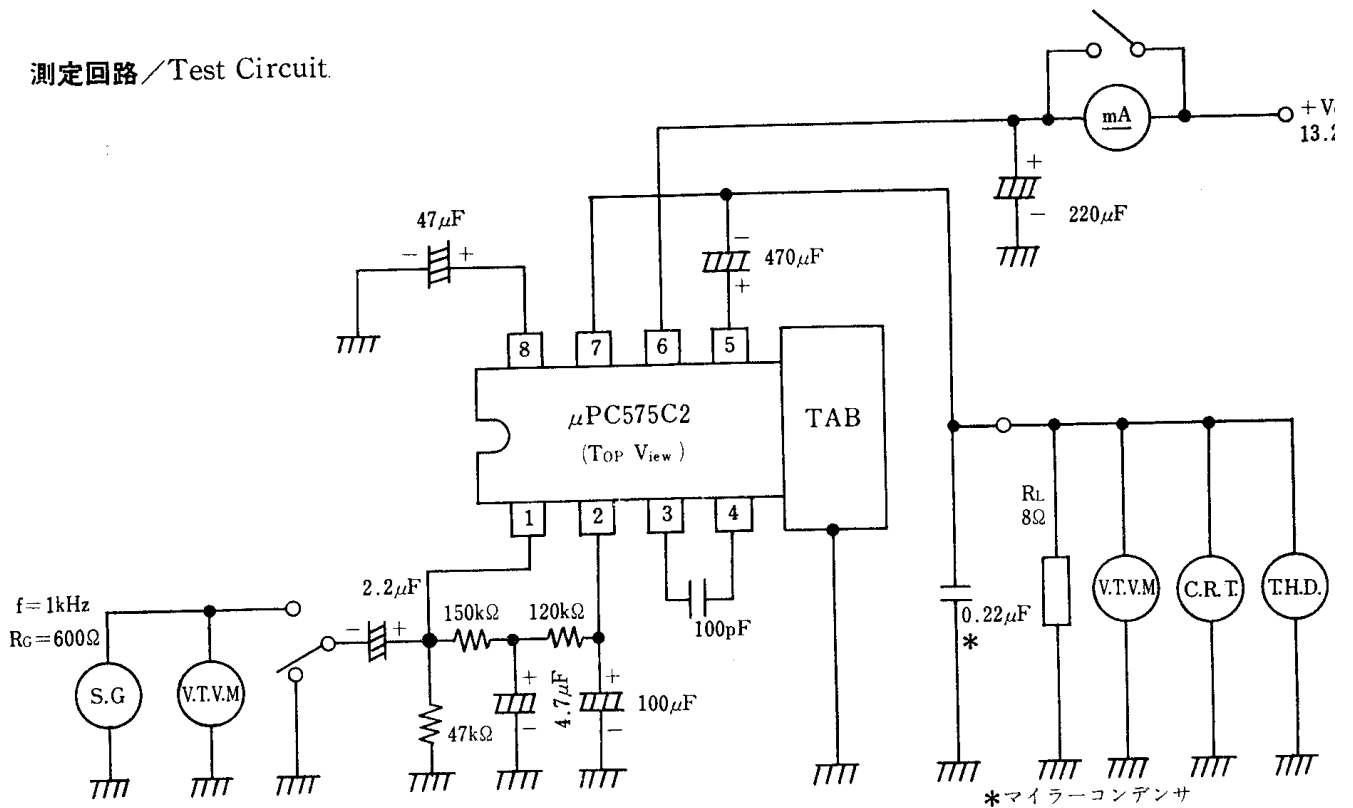 測定回路/Test Circuit
mA
+V
13.2
+
-
220μF
47μF
-
+
-
470μF
+
8
7
6
5
μPC575C2
(Top View)
TAB
1
2
3
4
RL
8Ω
2.2μF
f=1kHz
RG=600Ω
-
+
150kΩ
120kΩ
100pF
0.22μF
*
V.T.V.M
C.R.T.
T.H.D.
S.G
V.T.V.M
+
-
4.7μF
+
-
100μF
47kΩ
*マイラーコンデンサ